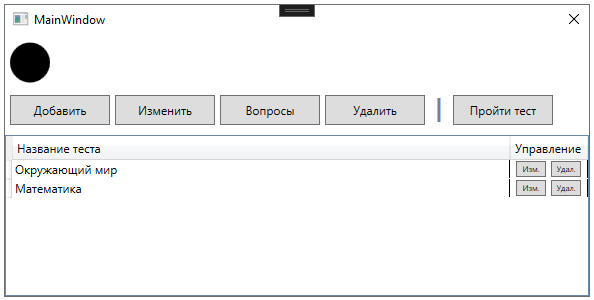 MainWindow
Добавить Изменить Вопросы Удалить Пройти тест
Название теста Управление
Окружающий мир Изм. Удал.
Математика Изм. Удал.